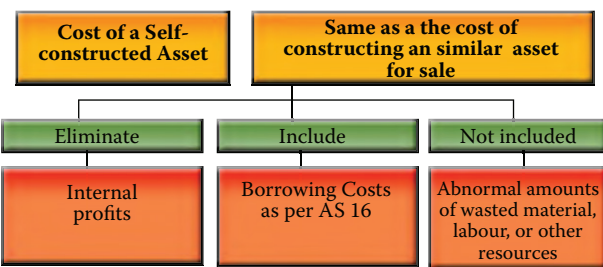 Cost of a Self-
constructed Asset
Same as a the cost of
constructing an similar asset
for sale
Eliminate
Include
Not included
Internal
profits
Borrowing Costs
as per AS 16
Abnormal amounts
of wasted material,
labour, or other
resources